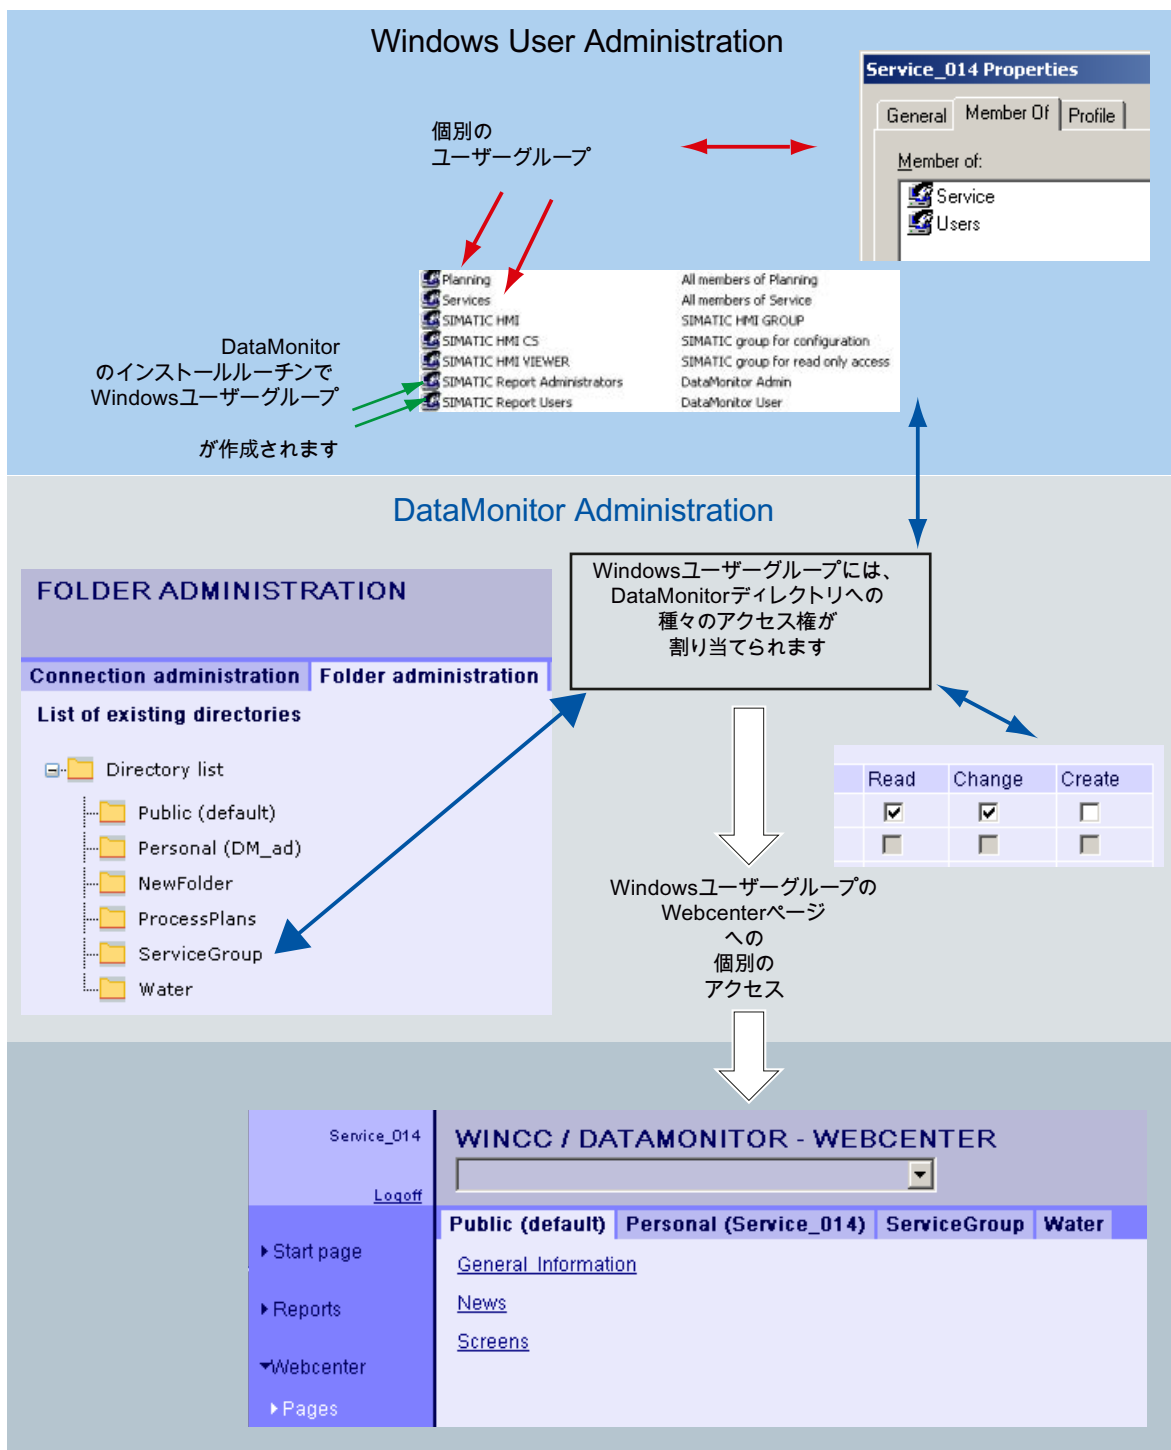 Windows User Administration
Service_014 Properties
General Member Of Profile
Member of:
Service
Users
個別の
ユーザーグループ
Planning All members of Planning
Services All members of Service
SIMATIC HMI SIMATIC HMI GROUP
SIMATIC HMI CS SIMATIC group for configuration
SIMATIC HMI VIEWER SIMATIC group for read only access
SIMATIC Report Administrators DataMonitor Admin
SIMATIC Report Users DataMonitor User
DataMonitor
のインストールルーチンで
Windowsユーザーグループ
が作成されます
DataMonitor Administration
FOLDER ADMINISTRATION
Connection administration Folder administration
List of existing directories
Directory list
Public (default)
Personal (DM_ad)
NewFolder
ProcessPlans
ServiceGroup
Water
Windowsユーザーグループには、
DataMonitorディレクトリへの
種々のアクセス権が
割り当てられます
Read Change Create
Windowsユーザーグループの
Webcenterページ
への
個別の
アクセス
Service_014
Logoff
WINCC / DATAMONITOR - WEBCENTER
Public (default) Personal (Service_014) ServiceGroup Water
Start page
Reports
Webcenter
Pages
General Information
News
Screens